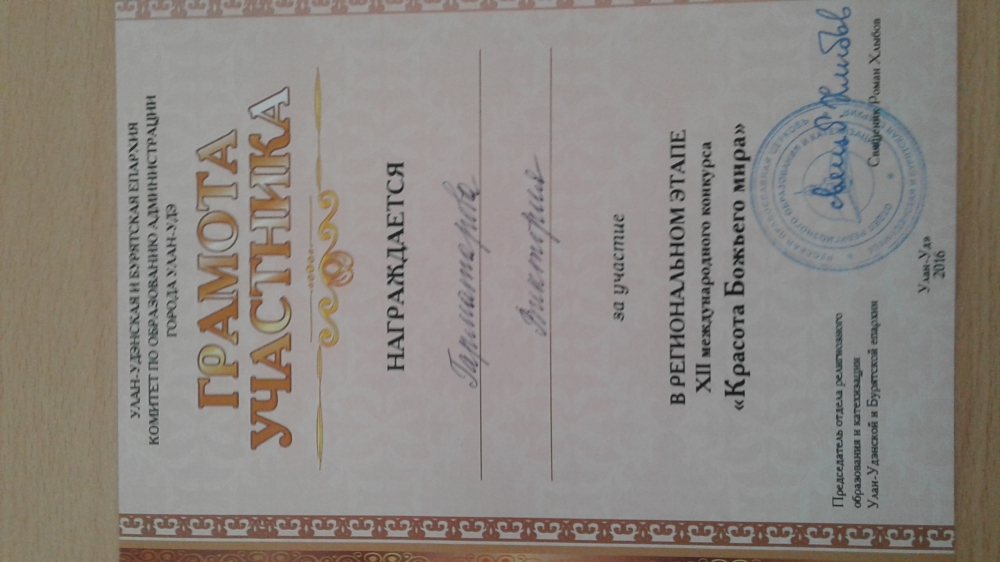 УЛАН-УДЭНСКАЯ И БУРЯТСКАЯ ЕПАРХИЯ
КОМИТЕТ ПО ОБРАЗОВАНИЮ АДМИНИСТРАЦИИ
ГОРОДА УЛАН-УДЭ
ГРАМОТА
УЧАСТНИКА
НАГРАЖДАЕТСЯ
Виктория
за участие
В РЕГИОНАЛЬНОМ ЭТАПЕ
XII международного конкурса
«Красота Божьего мира»
Председатель отдела религиозного
образования и катехизации
Улан-Удэнской и Бурятской епархии
Священник Роман Хлыбов
Улан-Удэ
2016